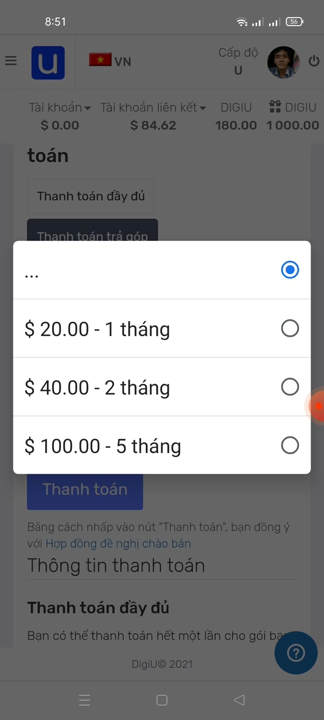 8:51
56
u
VN
Cấp độ
U
Tài khoản
Tài khoản liên kết
DIGIU
DIGIU
$ 0.00
$ 84.62
180.00
1 000.00
toán
Thanh toán đầy đủ
Thanh toán trả góp
...
$ 20.00 - 1 tháng
$ 40.00 - 2 tháng
$ 100.00 - 5 tháng
Thanh toán
Bằng cách nhấp vào nút "Thanh toán", bạn đồng ý
với Hợp đồng đề nghị chào bán
Thông tin thanh toán
Thanh toán đầy đủ
Bạn có thể thanh toán hết một lần cho gói
DigiU© 2021